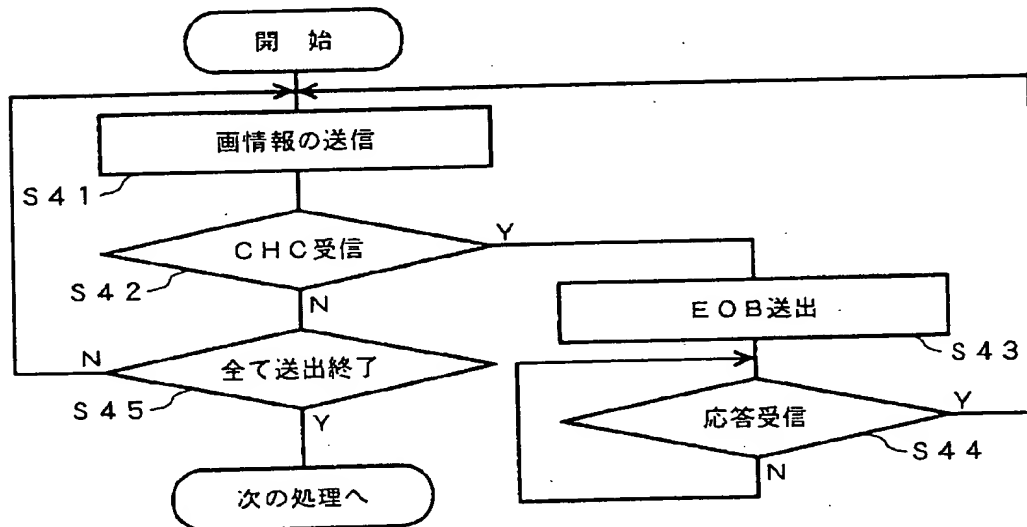 開 始
画情報の送信
S41
CHC受信
Y
S42
N
EOB送出
S43
N
全て送出終了
S45
Y
応答受信
Y
S44
N
次の処理へ